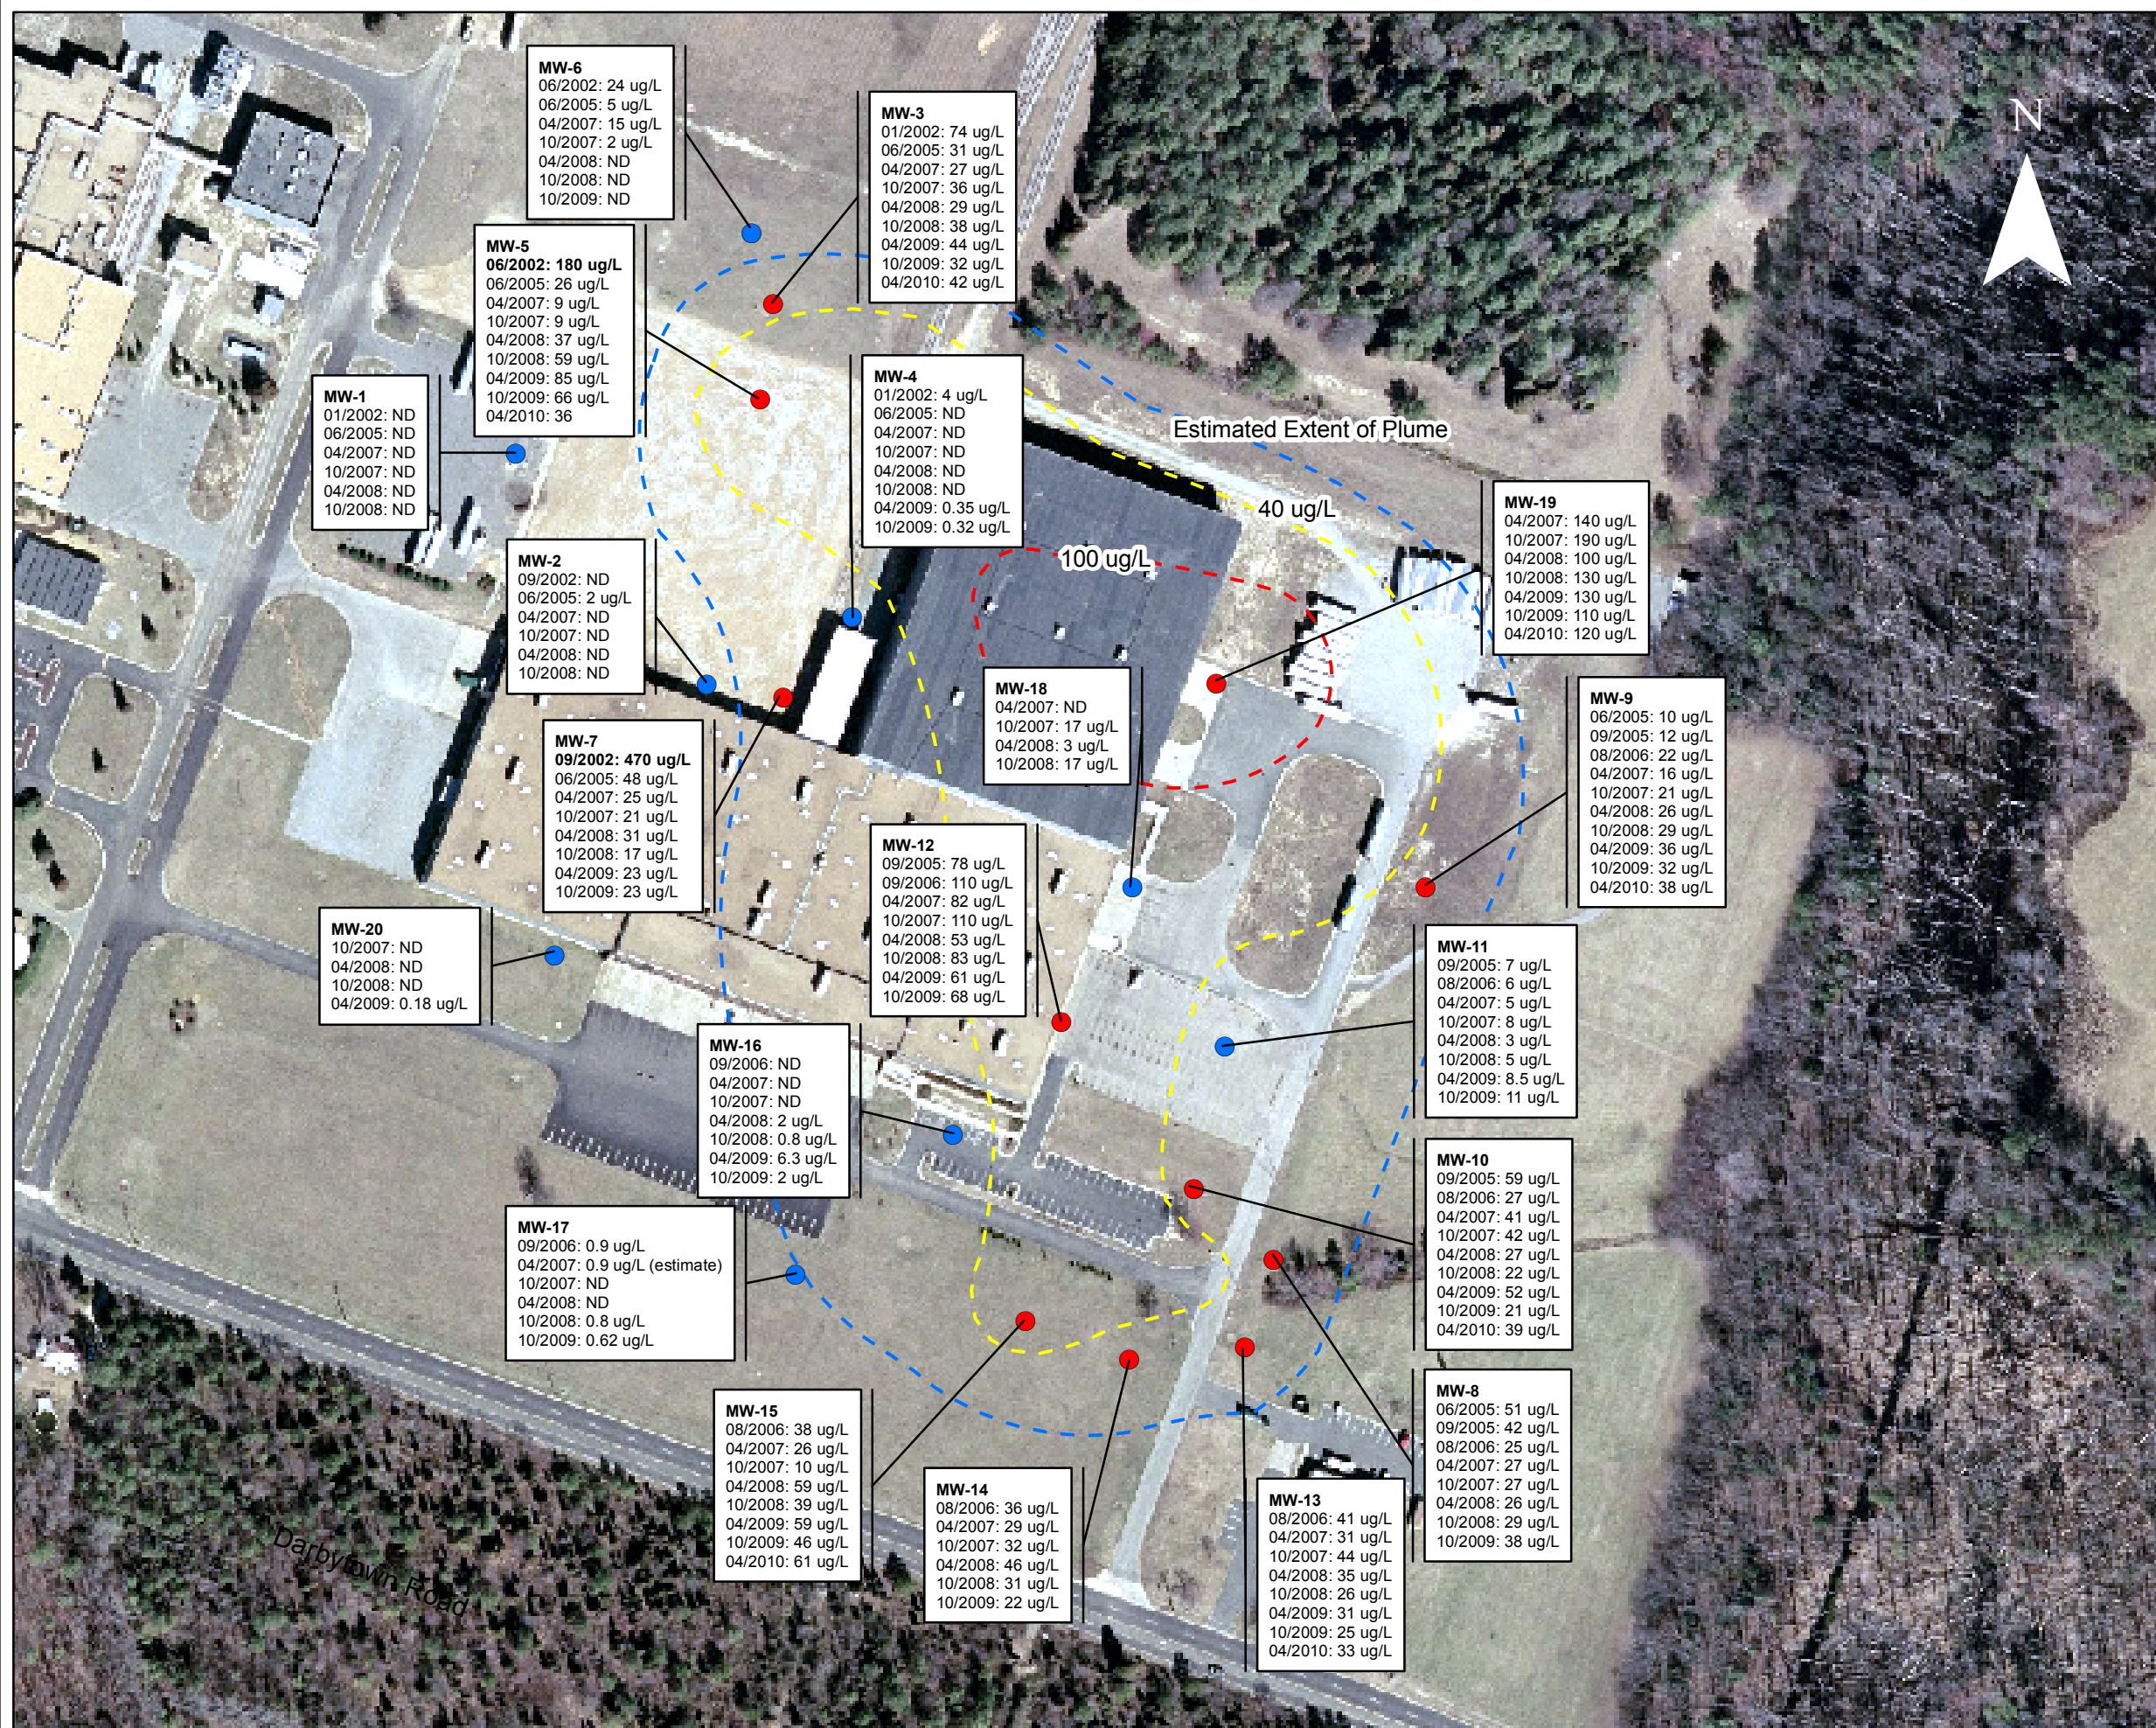 N
MW-6
06/2002: 24 ug/L
06/2005: 5 ug/L
04/2007: 15 ug/L
10/2007: 2 ug/L
04/2008: ND
10/2008: ND
10/2009: ND
MW-3
01/2002: 74 ug/L
06/2005: 31 ug/L
04/2007: 27 ug/L
10/2007: 36 ug/L
04/2008: 29 ug/L
10/2008: 38 ug/L
04/2009: 44 ug/L
10/2009: 32 ug/L
04/2010: 42 ug/L
MW-5
06/2002: 180 ug/L
06/2005: 26 ug/L
04/2007: 9 ug/L
10/2007: 9 ug/L
04/2008: 37 ug/L
10/2008: 59 ug/L
04/2009: 85 ug/L
10/2009: 66 ug/L
04/2010: 36
MW-4
01/2002: 4 ug/L
06/2005: ND
04/2007: ND
10/2007: ND
04/2008: ND
10/2008: ND
04/2009: 0.35 ug/L
10/2009: 0.32 ug/L
MW-1
01/2002: ND
06/2005: ND
04/2007: ND
10/2007: ND
04/2008: ND
10/2008: ND
Estimated Extent of Plume
40 ug/L
100 ug/L
MW-19
04/2007: 140 ug/L
10/2007: 190 ug/L
04/2008: 100 ug/L
10/2008: 130 ug/L
04/2009: 130 ug/L
10/2009: 110 ug/L
04/2010: 120 ug/L
MW-2
09/2002: ND
06/2005: 2 ug/L
04/2007: ND
10/2007: ND
04/2008: ND
10/2008: ND
MW-18
04/2007: ND
10/2007: 17 ug/L
04/2008: 3 ug/L
10/2008: 17 ug/L
MW-9
06/2005: 10 ug/L
09/2005: 12 ug/L
08/2006: 22 ug/L
04/2007: 16 ug/L
10/2007: 21 ug/L
04/2008: 26 ug/L
10/2008: 29 ug/L
04/2009: 36 ug/L
10/2009: 32 ug/L
04/2010: 38 ug/L
MW-7
09/2002: 470 ug/L
06/2005: 48 ug/L
04/2007: 25 ug/L
10/2007: 21 ug/L
04/2008: 31 ug/L
10/2008: 17 ug/L
04/2009: 23 ug/L
10/2009: 23 ug/L
MW-12
09/2005: 78 ug/L
09/2006: 110 ug/L
04/2007: 82 ug/L
10/2007: 110 ug/L
04/2008: 53 ug/L
10/2008: 83 ug/L
04/2009: 61 ug/L
10/2009: 68 ug/L
MW-20
10/2007: ND
04/2008: ND
10/2008: ND
04/2009: 0.18 ug/L
MW-11
09/2005: 7 ug/L
08/2006: 6 ug/L
04/2007: 5 ug/L
10/2007: 8 ug/L
04/2008: 3 ug/L
10/2008: 5 ug/L
04/2009: 8.5 ug/L
10/2009: 11 ug/L
MW-16
09/2006: ND
04/2007: ND
10/2007: ND
04/2008: 2 ug/L
10/2008: 0.8 ug/L
04/2009: 6.3 ug/L
10/2009: 2 ug/L
MW-10
09/2005: 59 ug/L
08/2006: 27 ug/L
04/2007: 41 ug/L
10/2007: 42 ug/L
04/2008: 27 ug/L
10/2008: 22 ug/L
04/2009: 52 ug/L
10/2009: 21 ug/L
04/2010: 39 ug/L
MW-17
09/2006: 0.9 ug/L
04/2007: 0.9 ug/L (estimate)
10/2007: ND
04/2008: ND
10/2008: 0.8 ug/L
10/2009: 0.62 ug/L
MW-8
06/2005: 51 ug/L
09/2005: 42 ug/L
08/2006: 25 ug/L
04/2007: 27 ug/L
10/2007: 27 ug/L
04/2008: 26 ug/L
10/2008: 29 ug/L
10/2009: 38 ug/L
MW-15
08/2006: 38 ug/L
04/2007: 26 ug/L
10/2007: 10 ug/L
04/2008: 59 ug/L
10/2008: 39 ug/L
04/2009: 59 ug/L
10/2009: 46 ug/L
04/2010: 61 ug/L
MW-14
08/2006: 36 ug/L
04/2007: 29 ug/L
10/2007: 32 ug/L
04/2008: 46 ug/L
10/2008: 31 ug/L
10/2009: 22 ug/L
MW-13
08/2006: 41 ug/L
04/2007: 31 ug/L
10/2007: 44 ug/L
04/2008: 35 ug/L
10/2008: 26 ug/L
04/2009: 31 ug/L
10/2009: 25 ug/L
04/2010: 33 ug/L
Darbytown Road